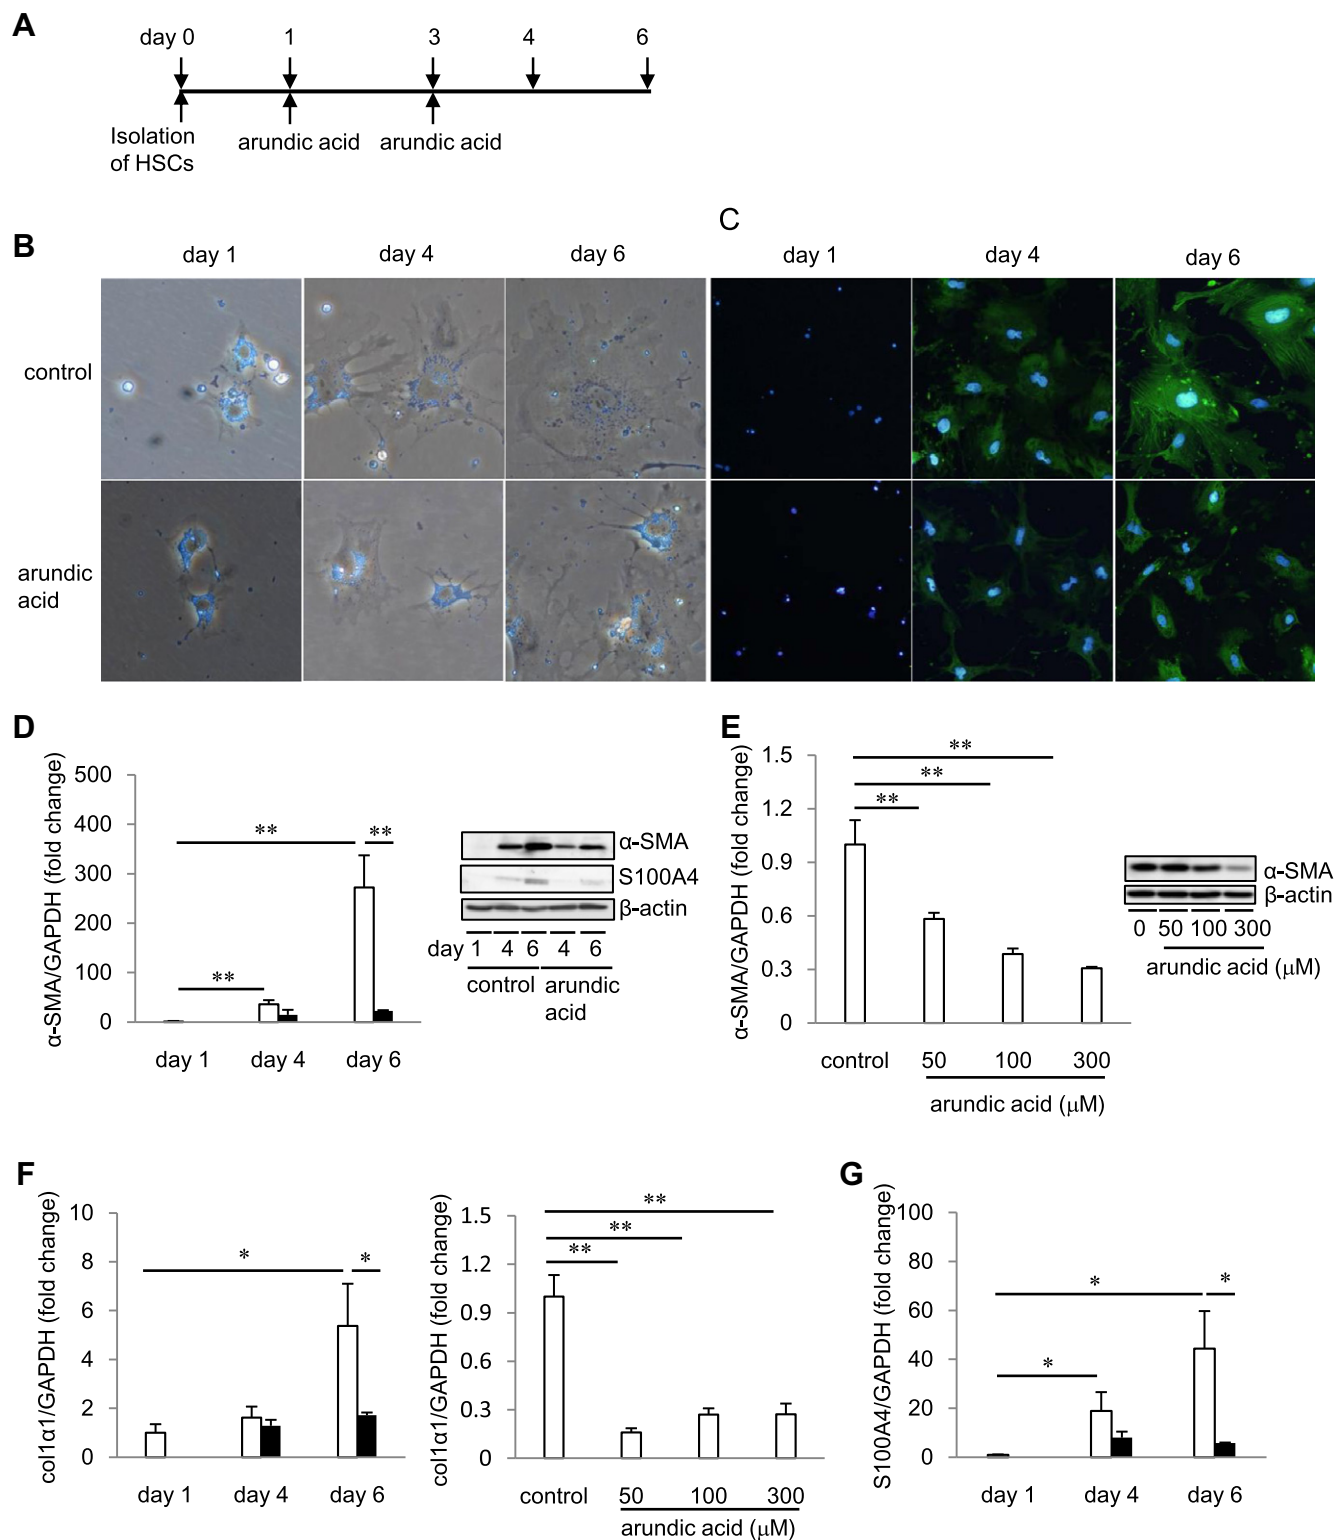 A
day 0 1 3 4 6
Isolation
of HSCs
arundic acid arundic acid
B
day 1 day 4 day 6
C
day 1 day 4 day 6
control
arundic
acid
D
α-SMA/GAPDH (fold change)
500
400
300
200
100
0
** ** **
day 1 day 4 day 6
α-SMA
S100A4
β-actin
day 1 4 6 4 6
control arundic
acid
E
α-SMA/GAPDH (fold change)
1.5
1.2
0.9
0.6
0.3
0
**
**
**
control 50 100 300
arundic acid (μM)
α-SMA
β-actin
0 50 100 300
arundic acid (μM)
F
col1α1/GAPDH (fold change)
10
8
6
4
2
0
* *
day 1 day 4 day 6
col1α1/GAPDH (fold change)
1.5
1.2
0.9
0.6
0.3
0
**
**
**
control 50 100 300
arundic acid (μM)
G
S100A4/GAPDH (fold change)
100
80
60
40
20
0
* *
*
day 1 day 4 day 6